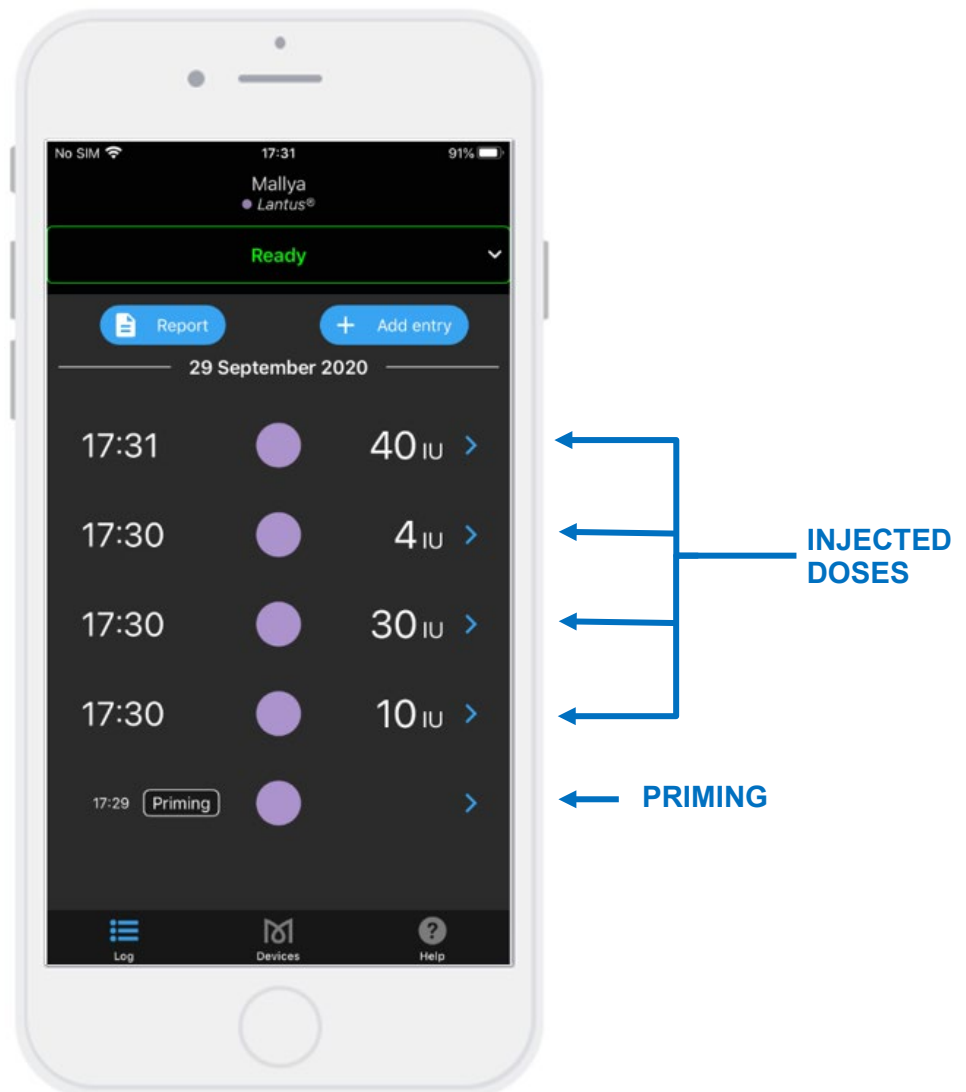 No SIM 17:31 91%
Mallya
Lantus®
Ready
Report + Add entry
29 September 2020
17:31 40 IU
17:30 4 IU
17:30 30 IU
17:30 10 IU
17:29 Priming
INJECTED
DOSES
PRIMING
Log Devices Help